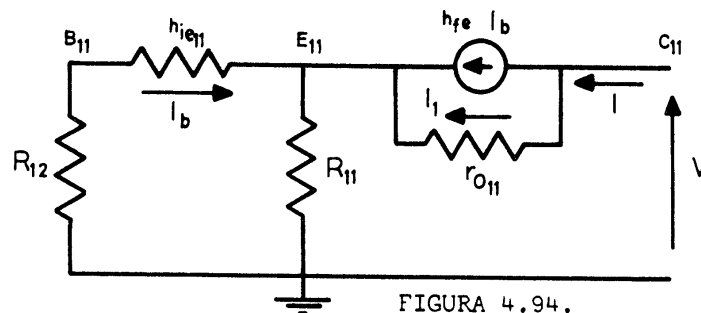 B11 hie11 E11 hfe Ib C11
Ib I1 I
R12 R11 ro11 V
FIGURA 4.94.